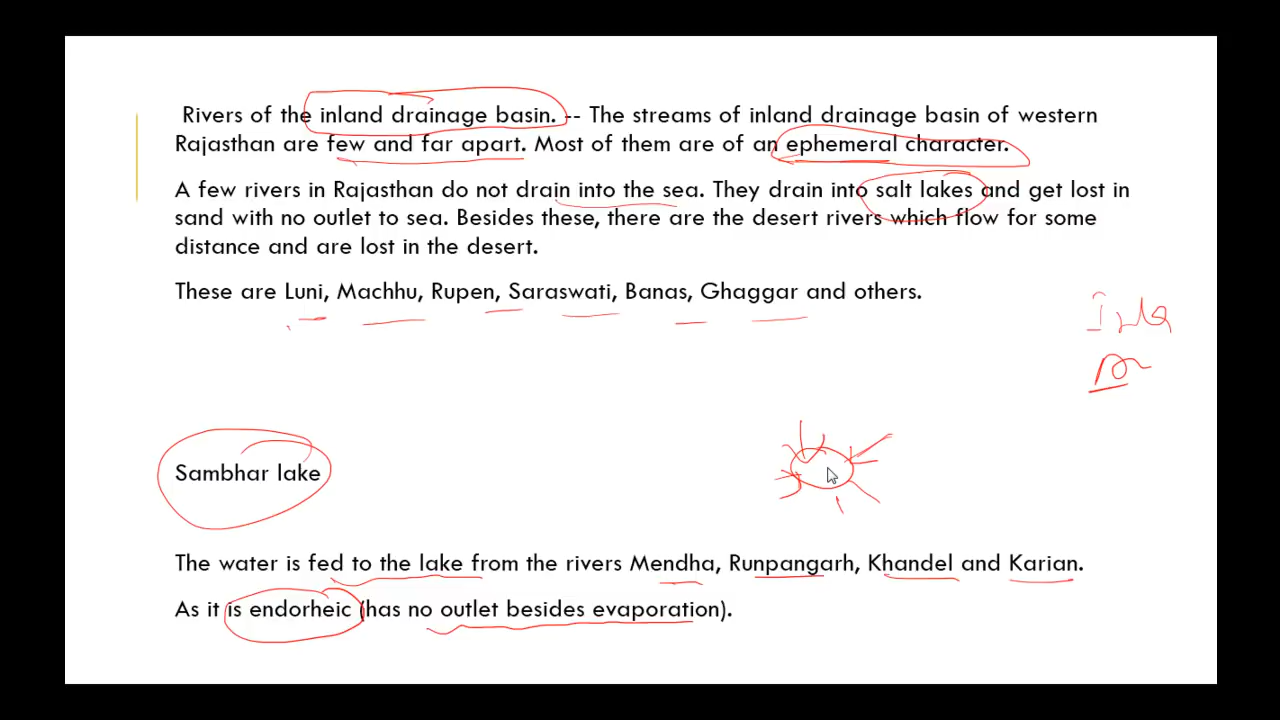 Rivers of the inland drainage basin. -- The streams of inland drainage basin of western
Rajasthan are few and far apart. Most of them are of an ephemeral character.
A few rivers in Rajasthan do not drain into the sea. They drain into salt lakes and get lost in
sand with no outlet to sea. Besides these, there are the desert rivers which flow for some
distance and are lost in the desert.
These are Luni, Machhu, Rupen, Saraswati, Banas, Ghaggar and others.
Sambhar lake
The water is fed to the lake from the rivers Mendha, Runpangarh, Khandel and Karian.
As it is endorheic (has no outlet besides evaporation).